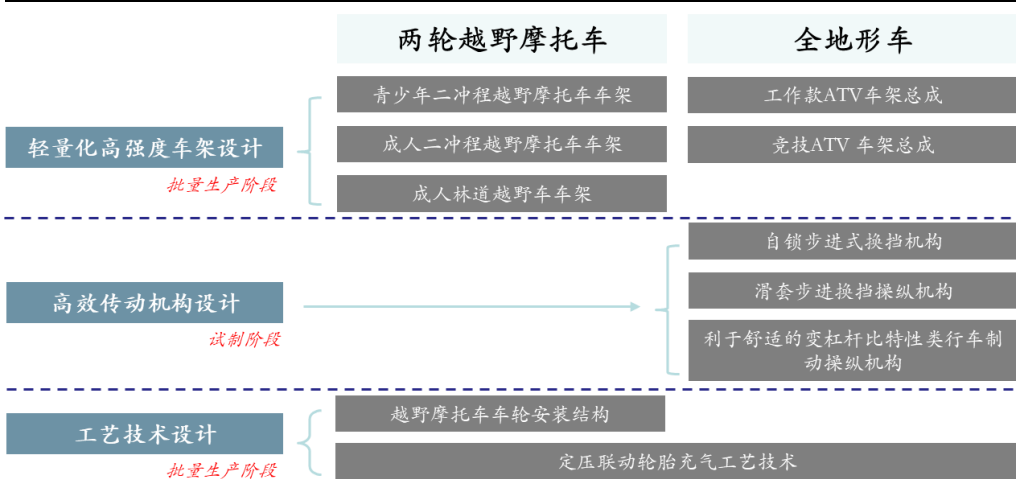 两轮越野摩托车
全地形车
轻量化高强度车架设计
批量生产阶段
青少年二冲程越野摩托车车架
成人二冲程越野摩托车车架
成人林道越野车车架
工作款ATV车架总成
竞技ATV 车架总成
高效传动机构设计
试制阶段
自锁步进式换挡机构
滑套步进换挡操纵机构
利于舒适的变杠杆比特性类行车制
动操纵机构
工艺技术设计
批量生产阶段
越野摩托车车轮安装结构
定压联动轮胎充气工艺技术